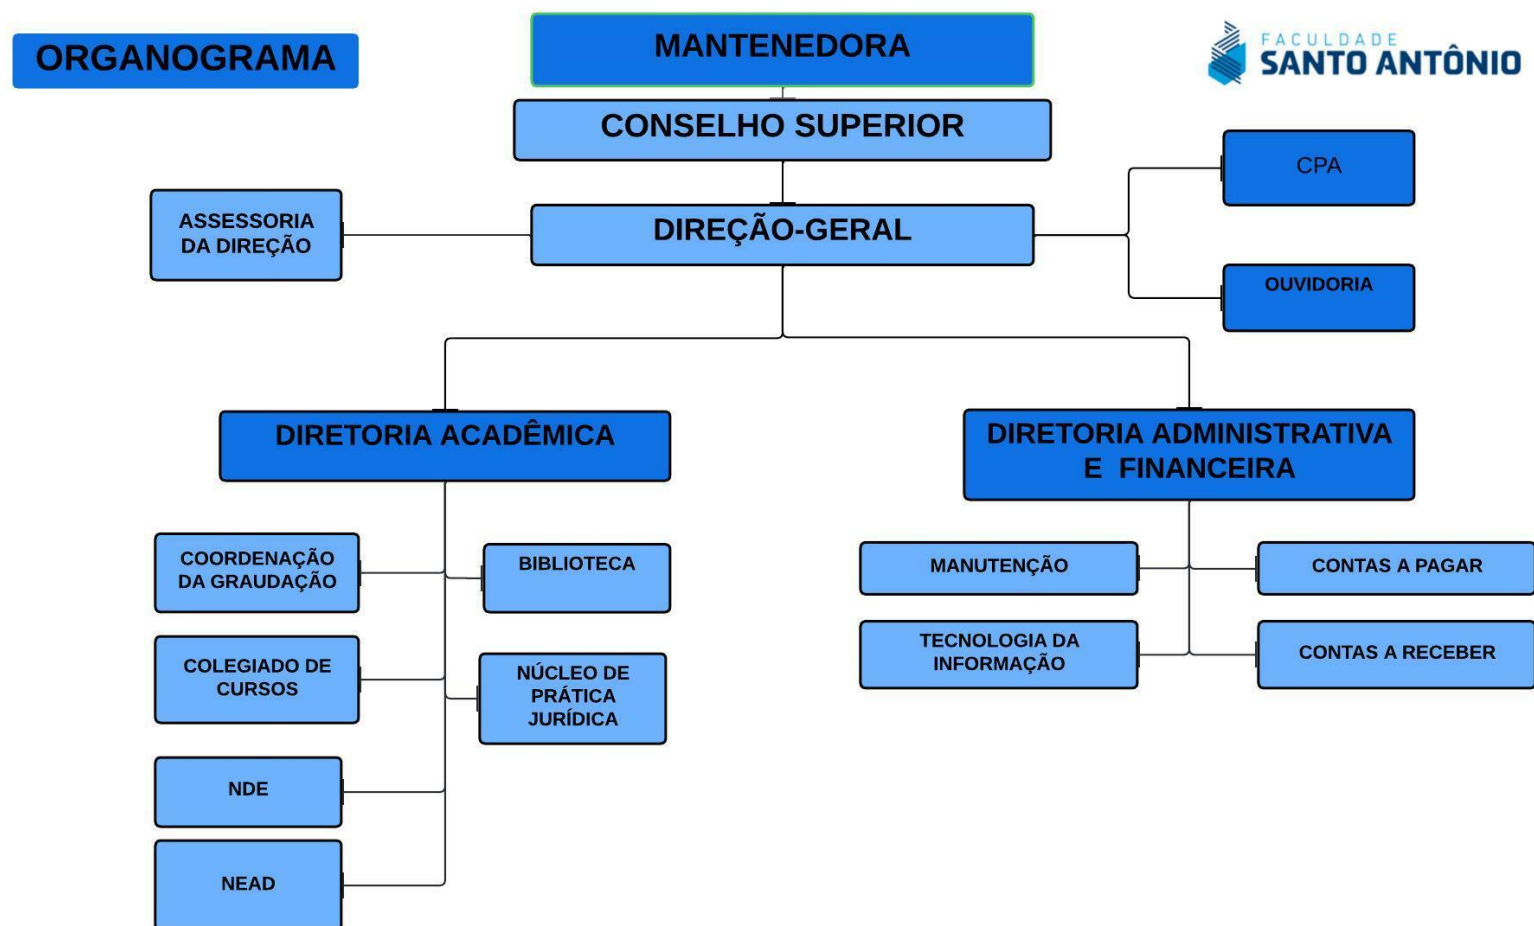 ORGANOGRAMA
MANTENEDORA
FACULDADE
SANTO ANTÔNIO
CONSELHO SUPERIOR
CPA
ASSESSORIA
DA DIREÇÃO
DIREÇÃO-GERAL
OUVIDORIA
DIRETORIA ACADÊMICA
DIRETORIA ADMINISTRATIVA
E FINANCEIRA
COORDENAÇÃO
DA GRAUDAÇÃO
BIBLIOTECA
MANUTENÇÃO
CONTAS A PAGAR
COLEGIADO DE
CURSOS
NÚCLEO DE
PRÁTICA
JURÍDICA
TECNOLOGIA DA
INFORMAÇÃO
CONTAS A RECEBER
NDE
NEAD